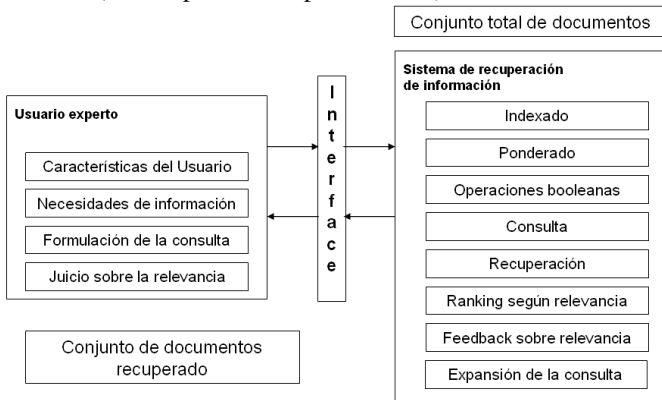 Conjunto total de documentos
Usuario experto
Características del Usuario
Necesidades de información
Formulación de la consulta
Juicio sobre la relevancia
Interface
Sistema de recuperación
de información
Indexado
Ponderado
Operaciones booleanas
Consulta
Recuperación
Ranking según relevancia
Feedback sobre relevancia
Expansión de la consulta
Conjunto de documentos
recuperado